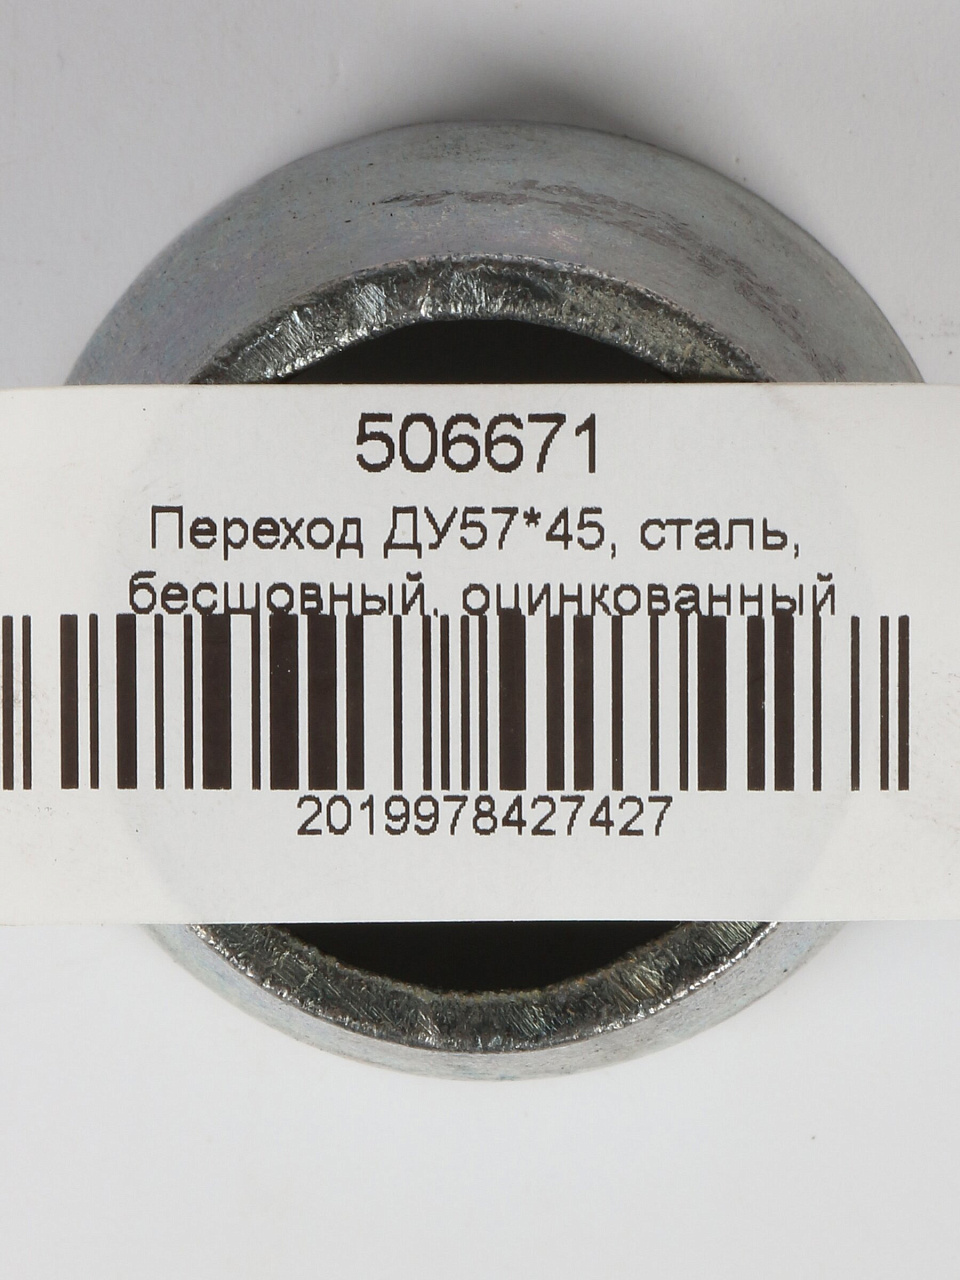 506671
Переход ДУ57*45, сталь,
бесшовный, оцинкованный
2019978427427